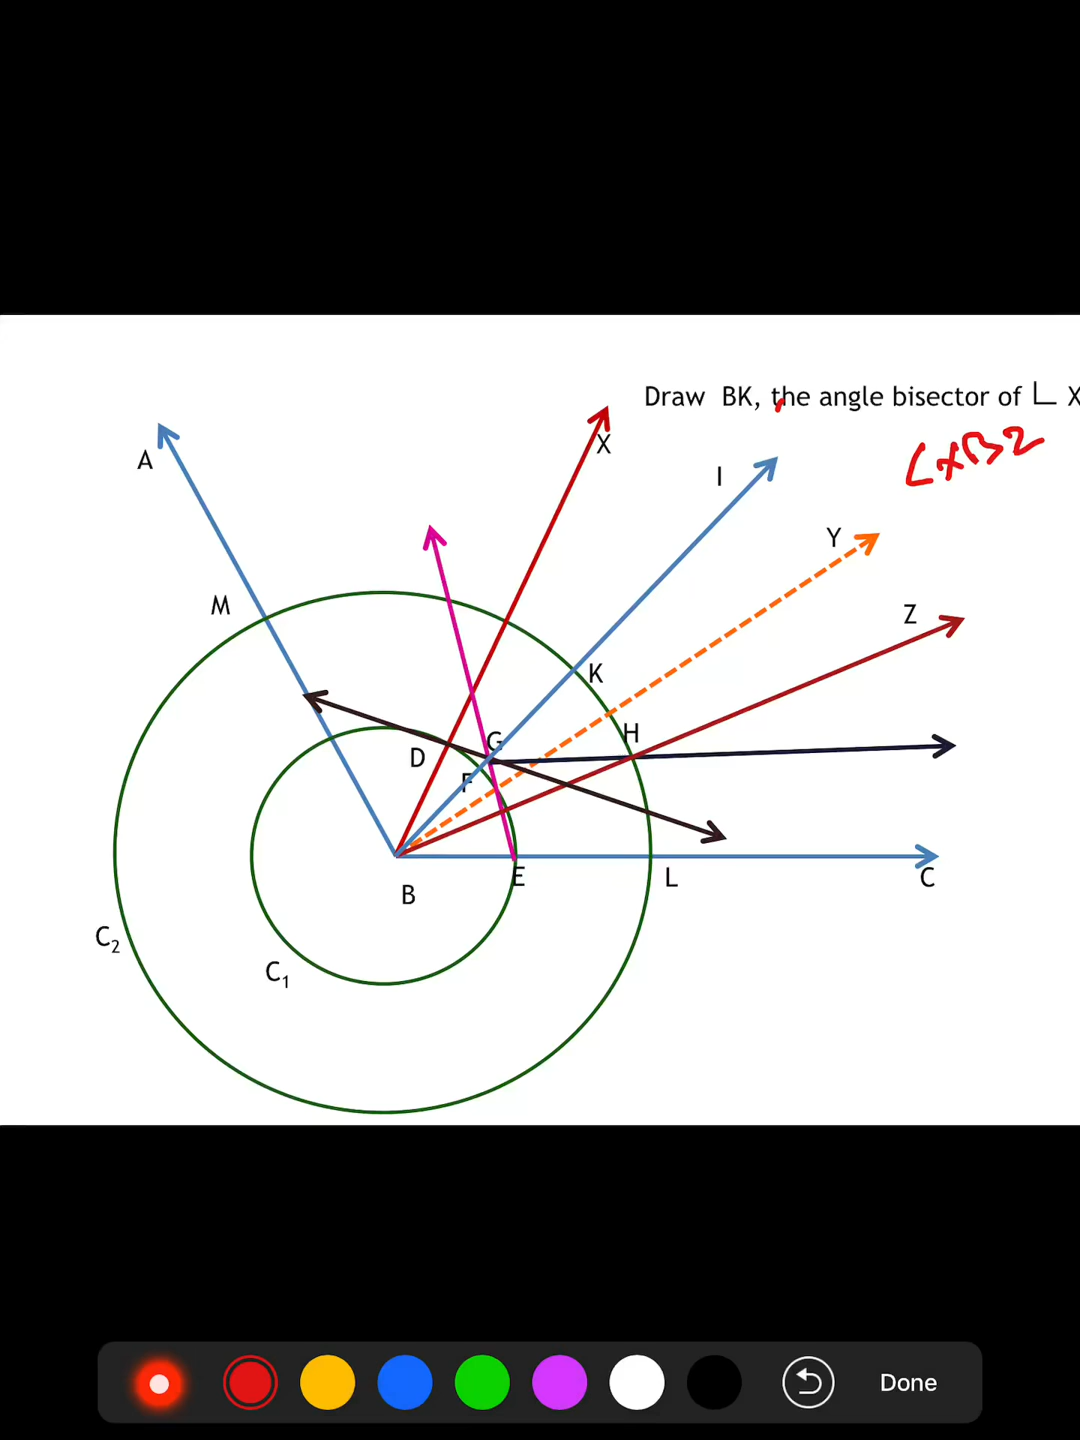 Draw BK, the angle bisector of ∟ X
∠XBZ
A
X
I
Y
Z
M
K
H
G
D
F
B
E
L
C
C₂
C₁
Done